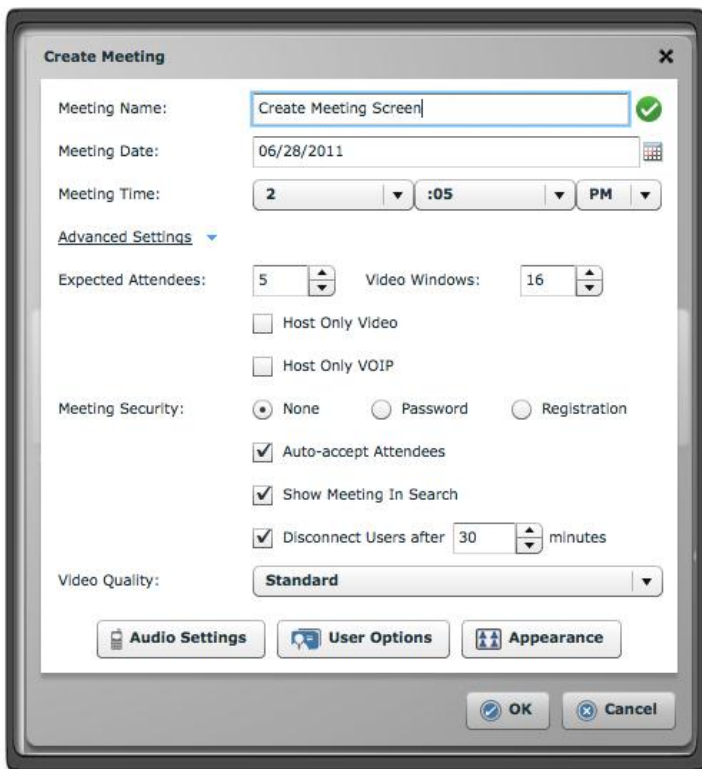 Create Meeting
Meeting Name: Create Meeting Screen
Meeting Date: 06/28/2011
Meeting Time: 2 :05 PM
Advanced Settings
Expected Attendees: 5 Video Windows: 16
Host Only Video
Host Only VOIP
Meeting Security: None Password Registration
Auto-accept Attendees
Show Meeting In Search
Disconnect Users after 30 minutes
Video Quality: Standard
Audio Settings User Options Appearance
OK Cancel